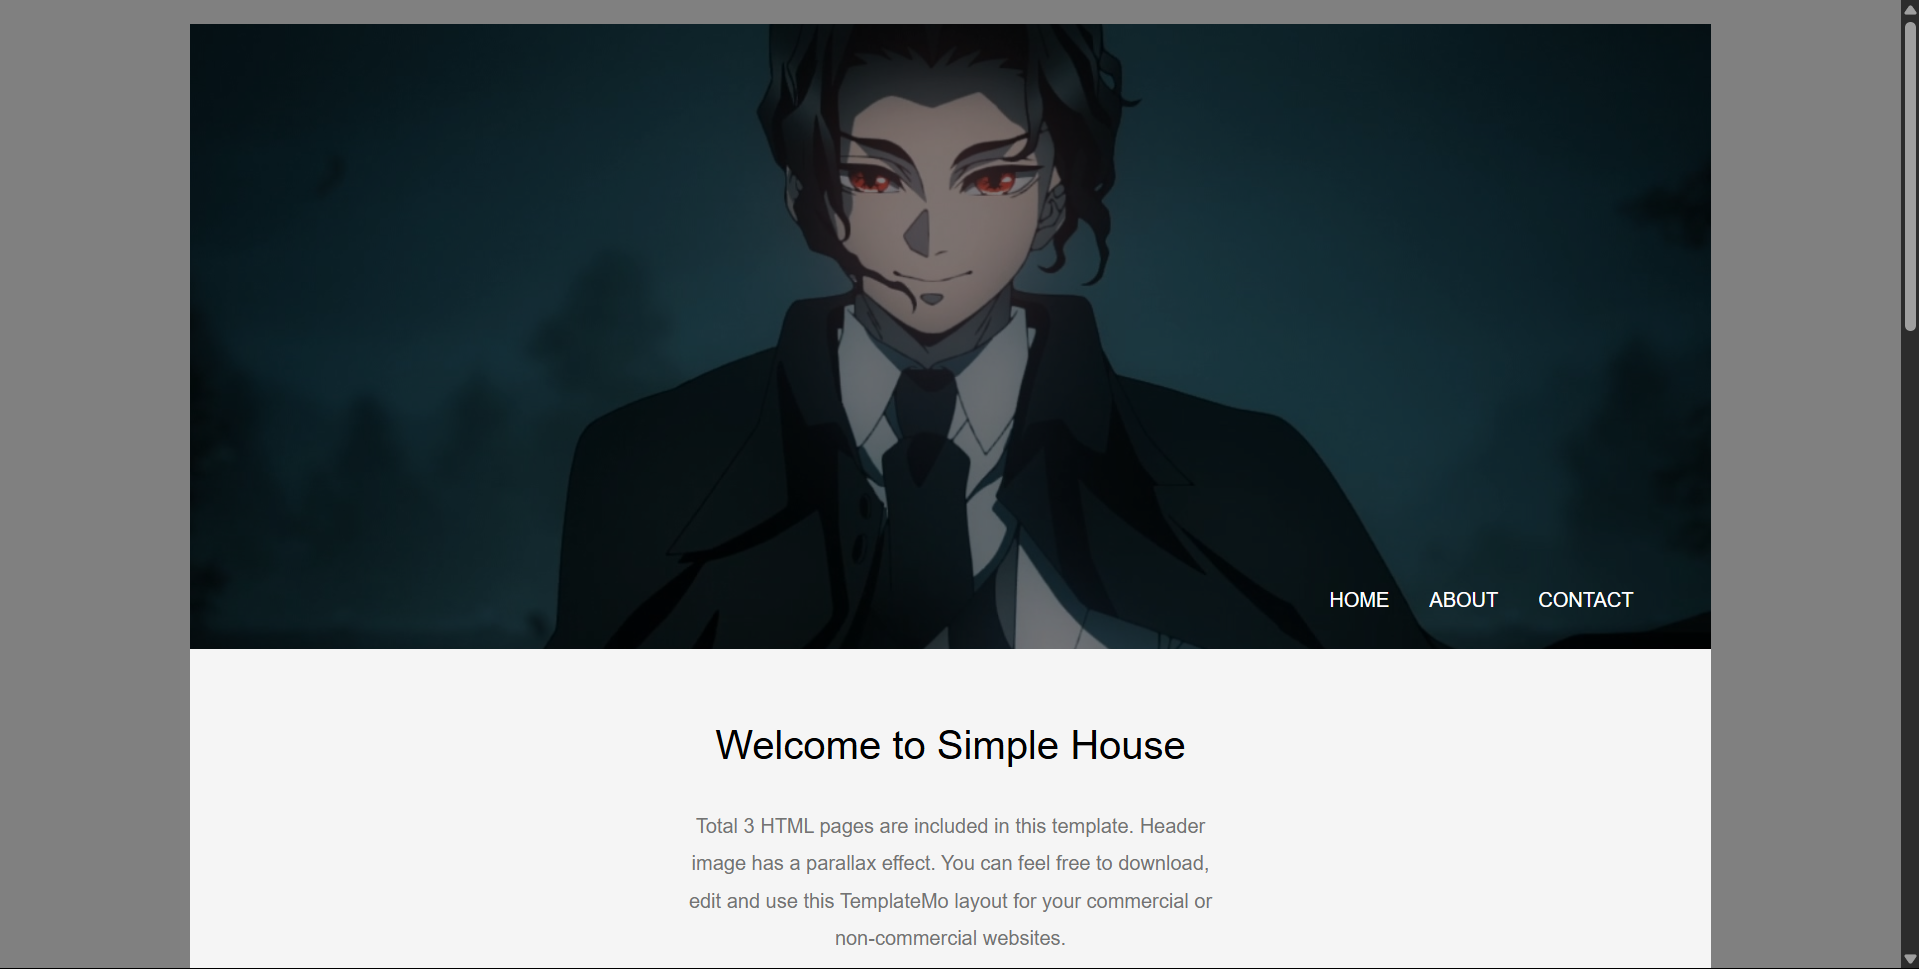 HOME ABOUT CONTACT
Welcome to Simple House
Total 3 HTML pages are included in this template. Header
image has a parallax effect. You can feel free to download,
edit and use this TemplateMo layout for your commercial or
non-commercial websites.